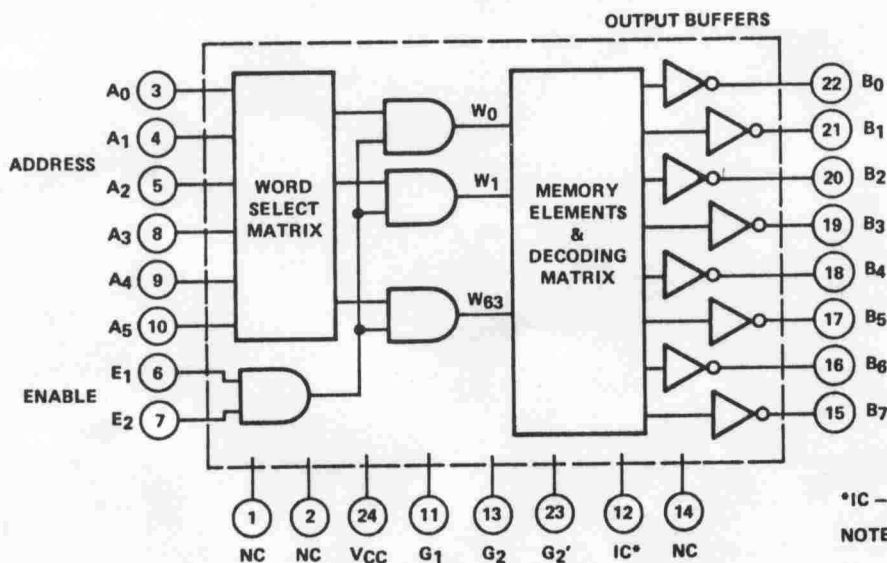 OUTPUT BUFFERS
A0 3
A1 4
ADDRESS
A2 5
A3 8
A4 9
A5 10
E1 6
ENABLE
E2 7
WORD
SELECT
MATRIX
W0
W1
W63
MEMORY
ELEMENTS
&
DECODING
MATRIX
22 B0
21 B1
20 B2
19 B3
18 B4
17 B5
16 B6
15 B7
1 2 24 11 13 23 12 14
NC NC VCC G1 G2 G2' IC* NC
*IC –
NOTE